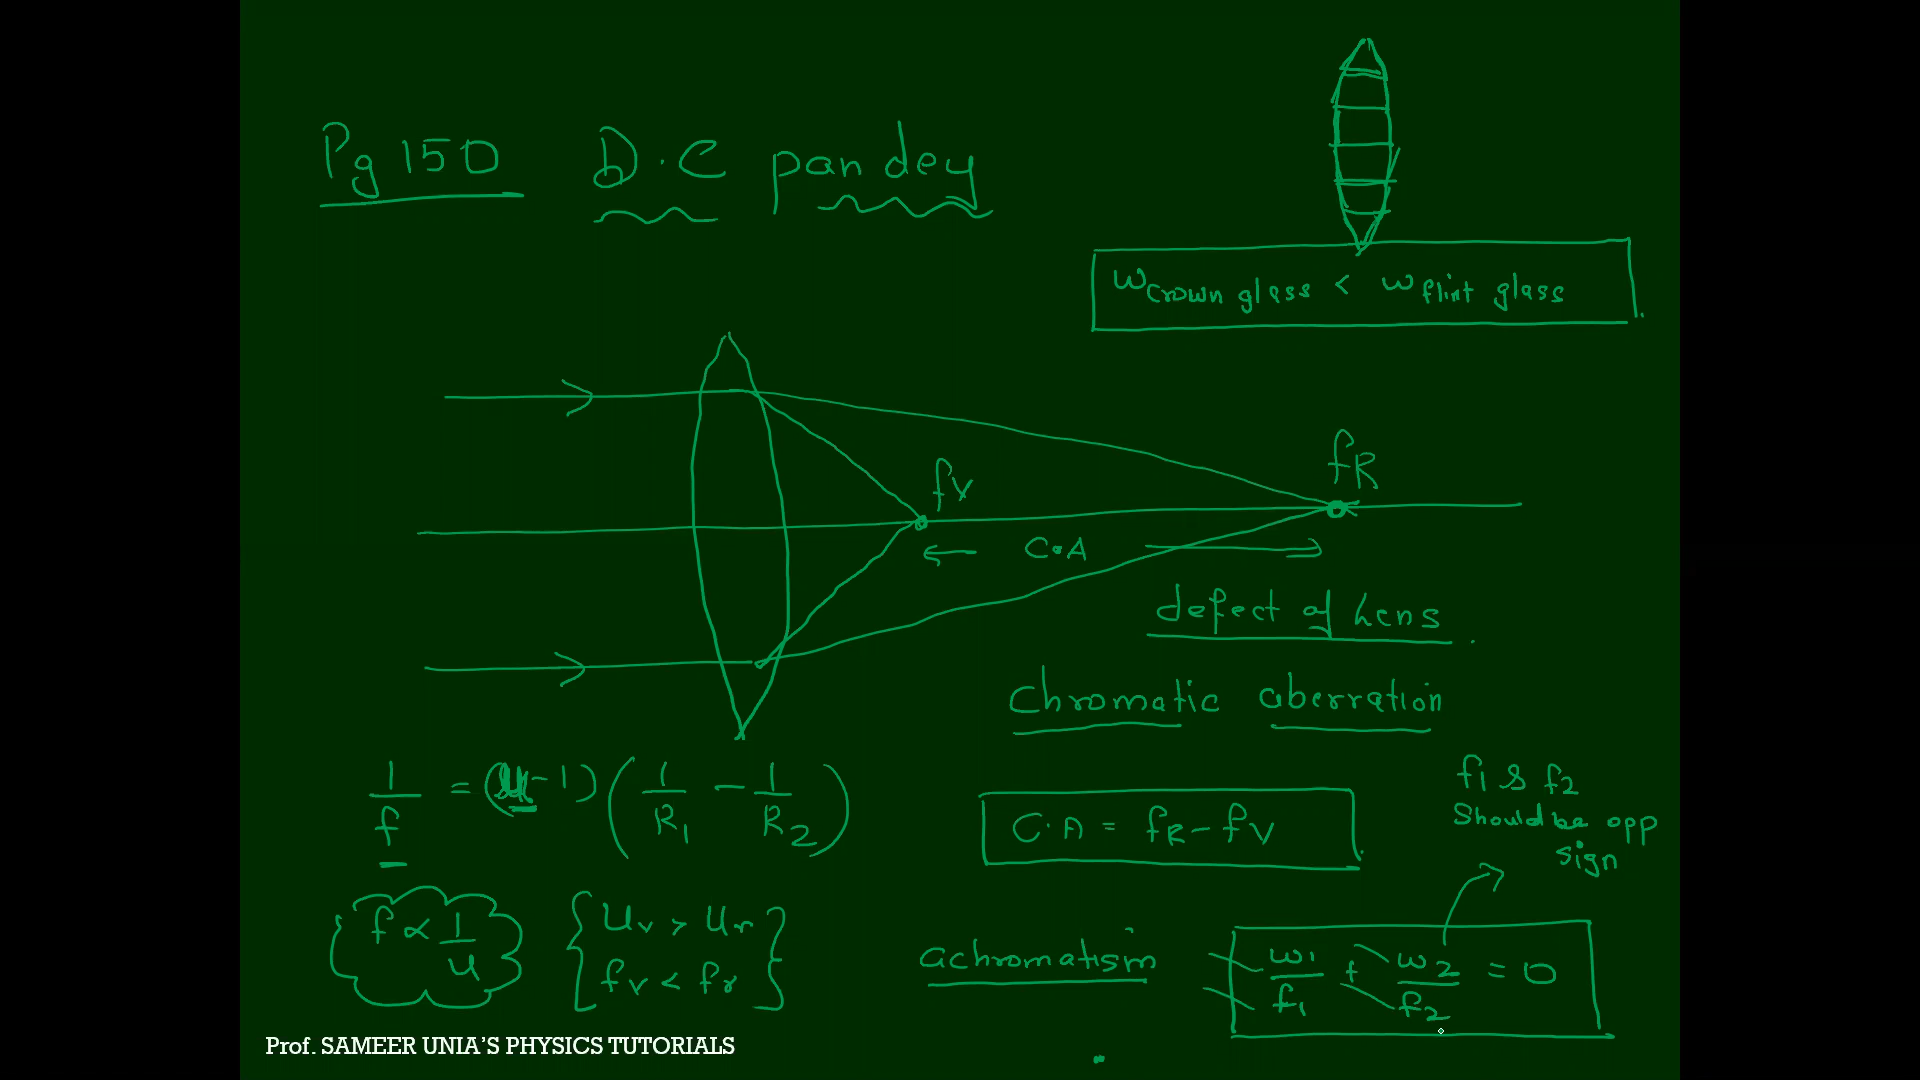 Pg 150 D.C pandey
ω crown glass < ω flint glass
fv
fR
C.A
defect of Lens.
Chromatic aberration
1/f = (μ-1)(1/R1 - 1/R2)
C.A = fR - fV
f1 & f2
Should be opp
sign
f ∝ 1/μ
{μv > μr
fv < fr}
achromatism
ω1/f1 + ω2/f2 = 0
Prof. SAMEER UNIA'S PHYSICS TUTORIALS